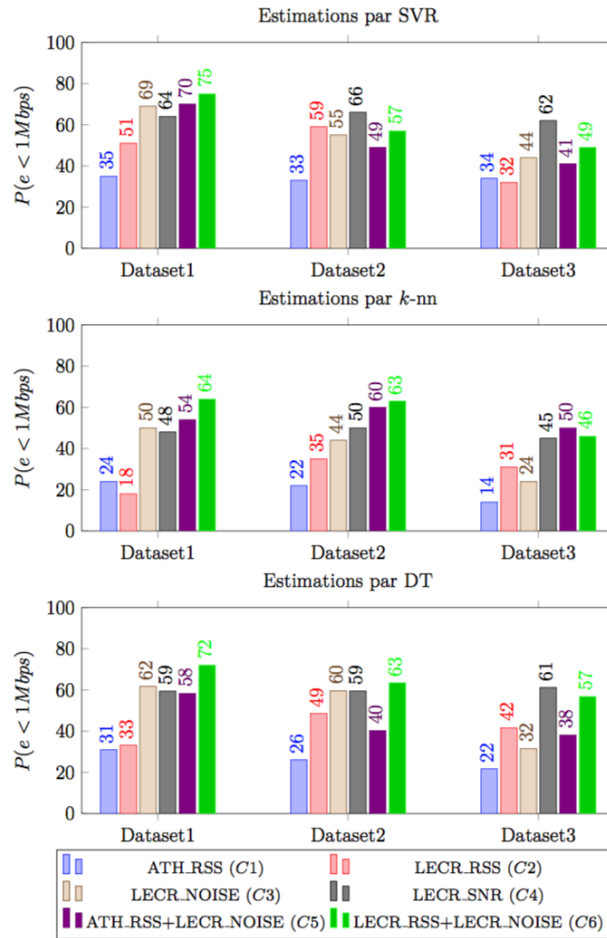 Estimations par SVR
100
80
60
40
20
0
P(e < 1Mbps)
35 51 69 64 70 75
33 59 55 66 49 57
34 32 44 62 41 49
Dataset1 Dataset2 Dataset3
Estimations par k-nn
100
80
60
40
20
0
P(e < 1Mbps)
24 18 50 48 54 64
22 35 44 50 60 63
14 31 24 45 50 46
Dataset1 Dataset2 Dataset3
Estimations par DT
100
80
60
40
20
0
P(e < 1Mbps)
31 33 62 59 58 72
26 49 60 59 40 63
22 42 32 61 38 57
Dataset1 Dataset2 Dataset3
ATH_RSS (C1) LECR_RSS (C2)
LECR_NOISE (C3) LECR_SNR (C4)
ATH_RSS+LECR_NOISE (C5) LECR_RSS+LECR_NOISE (C6)